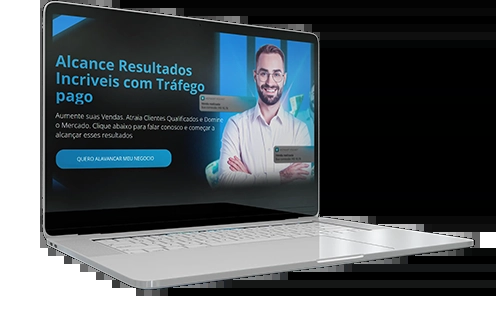 Alcance Resultados
Incriveis com Tráfego
pago
Aumente suas Vendas. Atraia Clientes Qualificados e Domine
o Mercado. Clique abaixo para falar conosco e começar a
alcançar esses resultados
QUERO ALAVANCAR MEU NEGOCIO